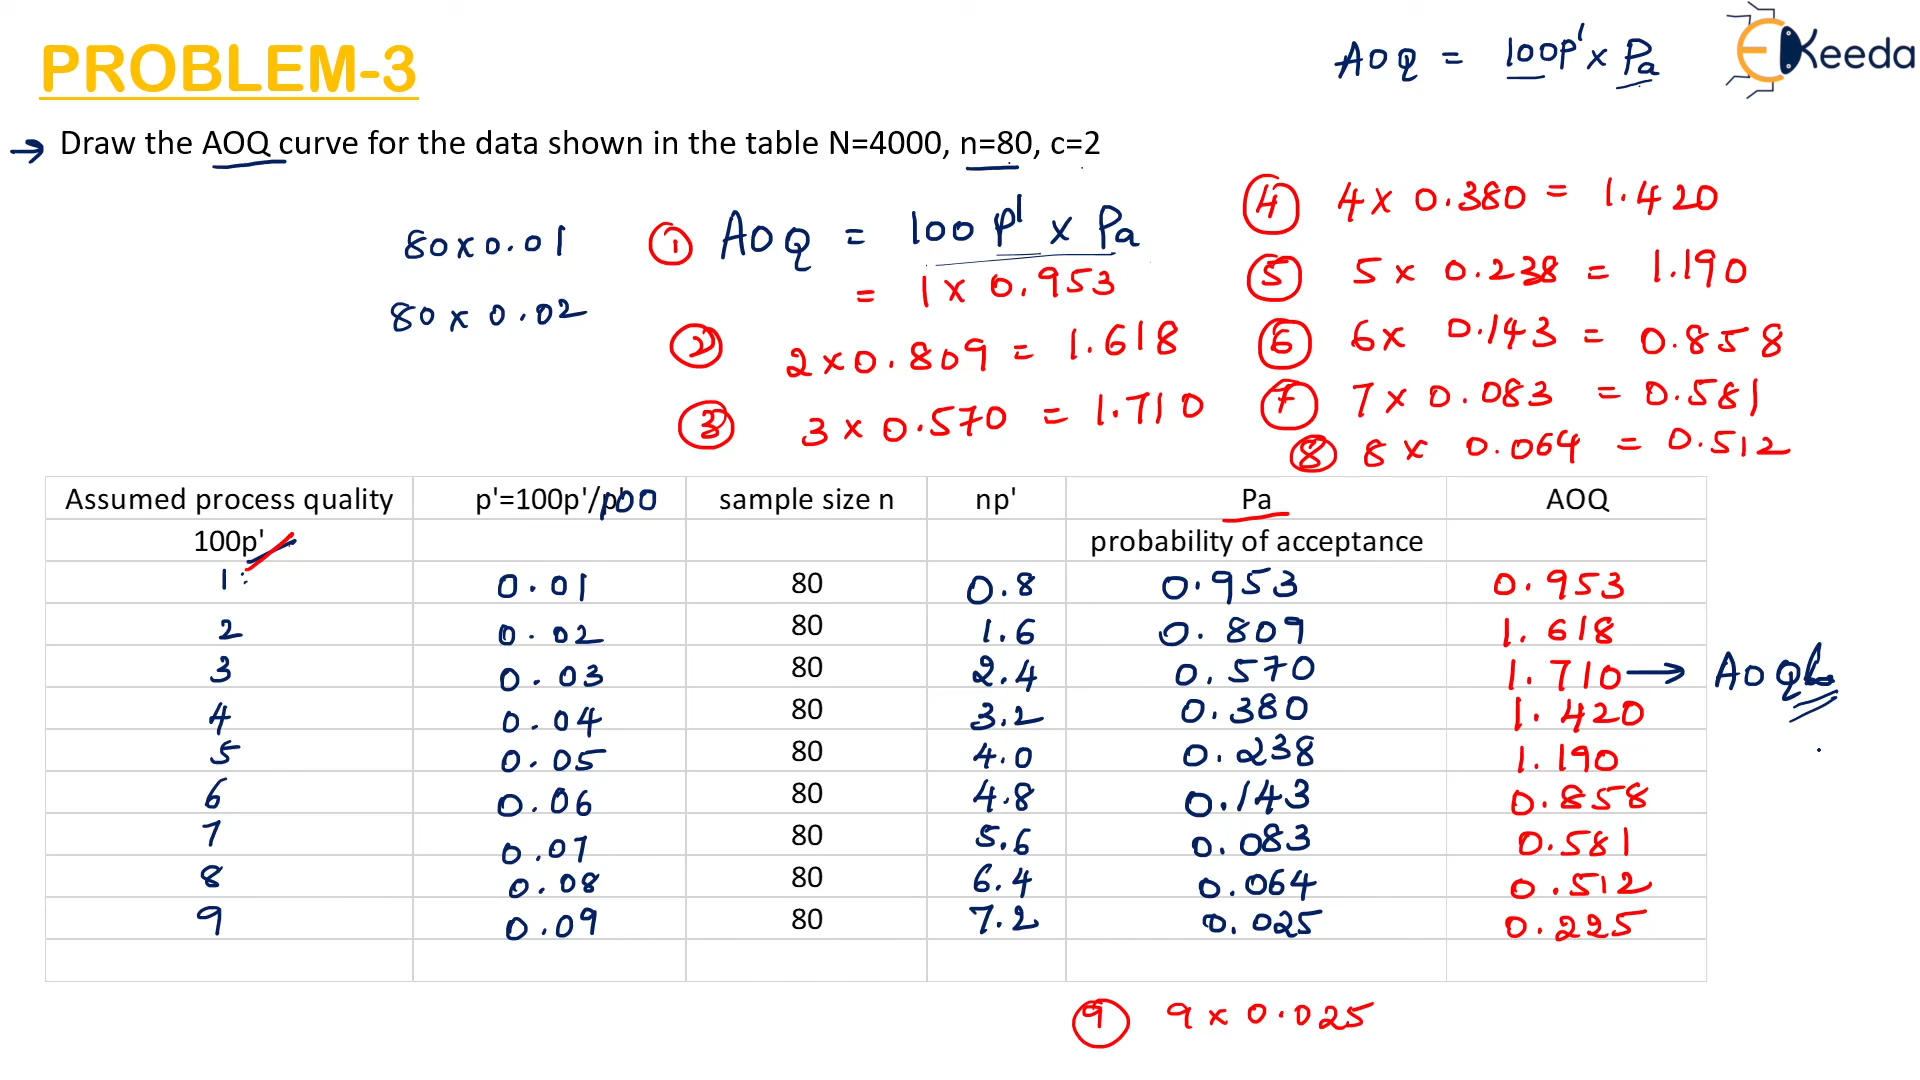 PROBLEM-3
AOQ = 100p' x Pa
EKeeda
→ Draw the AOQ curve for the data shown in the table N=4000, n=80, c=2
80 x 0.01
80 x 0.02
① AOQ = 100 p' x Pa
= 1 x 0.953
② 2 x 0.809 = 1.618
③ 3 x 0.570 = 1.710
④ 4 x 0.380 = 1.420
⑤ 5 x 0.238 = 1.190
⑥ 6 x 0.143 = 0.858
⑦ 7 x 0.083 = 0.581
⑧ 8 x 0.064 = 0.512
Assumed process quality p'=100p'/100 sample size n np' Pa AOQ
100p' probability of acceptance
1 0.01 80 0.8 0.953 0.953
2 0.02 80 1.6 0.809 1.618
3 0.03 80 2.4 0.570 1.710 → AOQL
4 0.04 80 3.2 0.380 1.420
5 0.05 80 4.0 0.238 1.190
6 0.06 80 4.8 0.143 0.858
7 0.07 80 5.6 0.083 0.581
8 0.08 80 6.4 0.064 0.512
9 0.09 80 7.2 0.025 0.225
⑨ 9 x 0.025